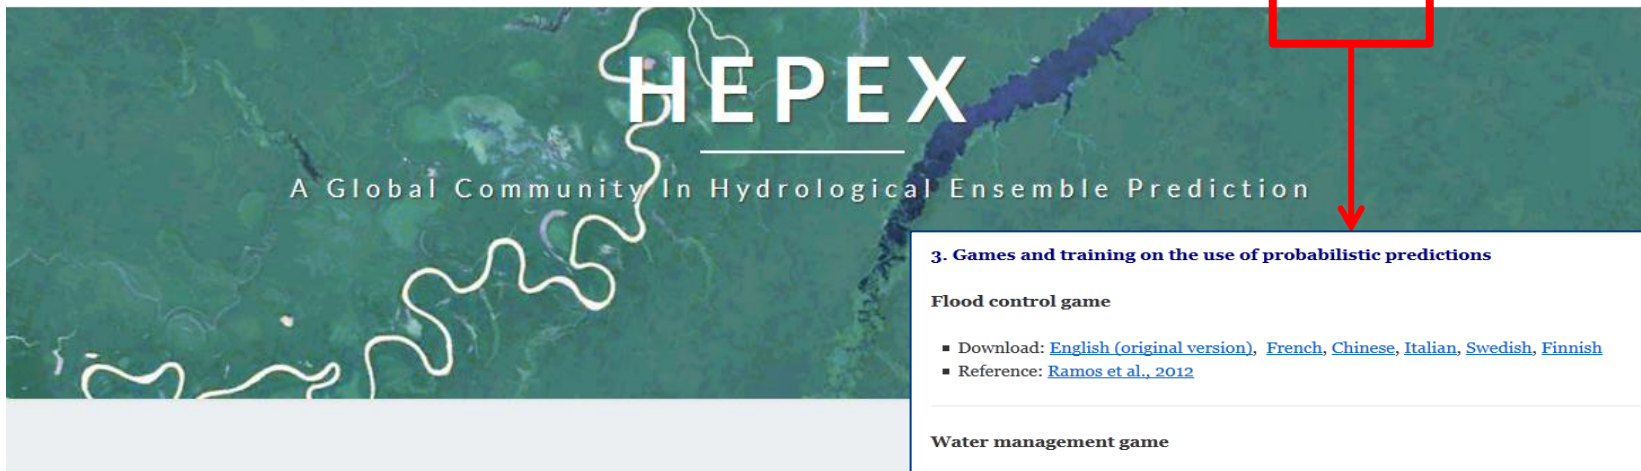 HEPEX
A Global Community In Hydrological Ensemble Prediction
3. Games and training on the use of probabilistic predictions
Flood control game
▪ Download: English (original version), French, Chinese, Italian, Swedish, Finnish
▪ Reference: Ramos et al., 2012
Water management game